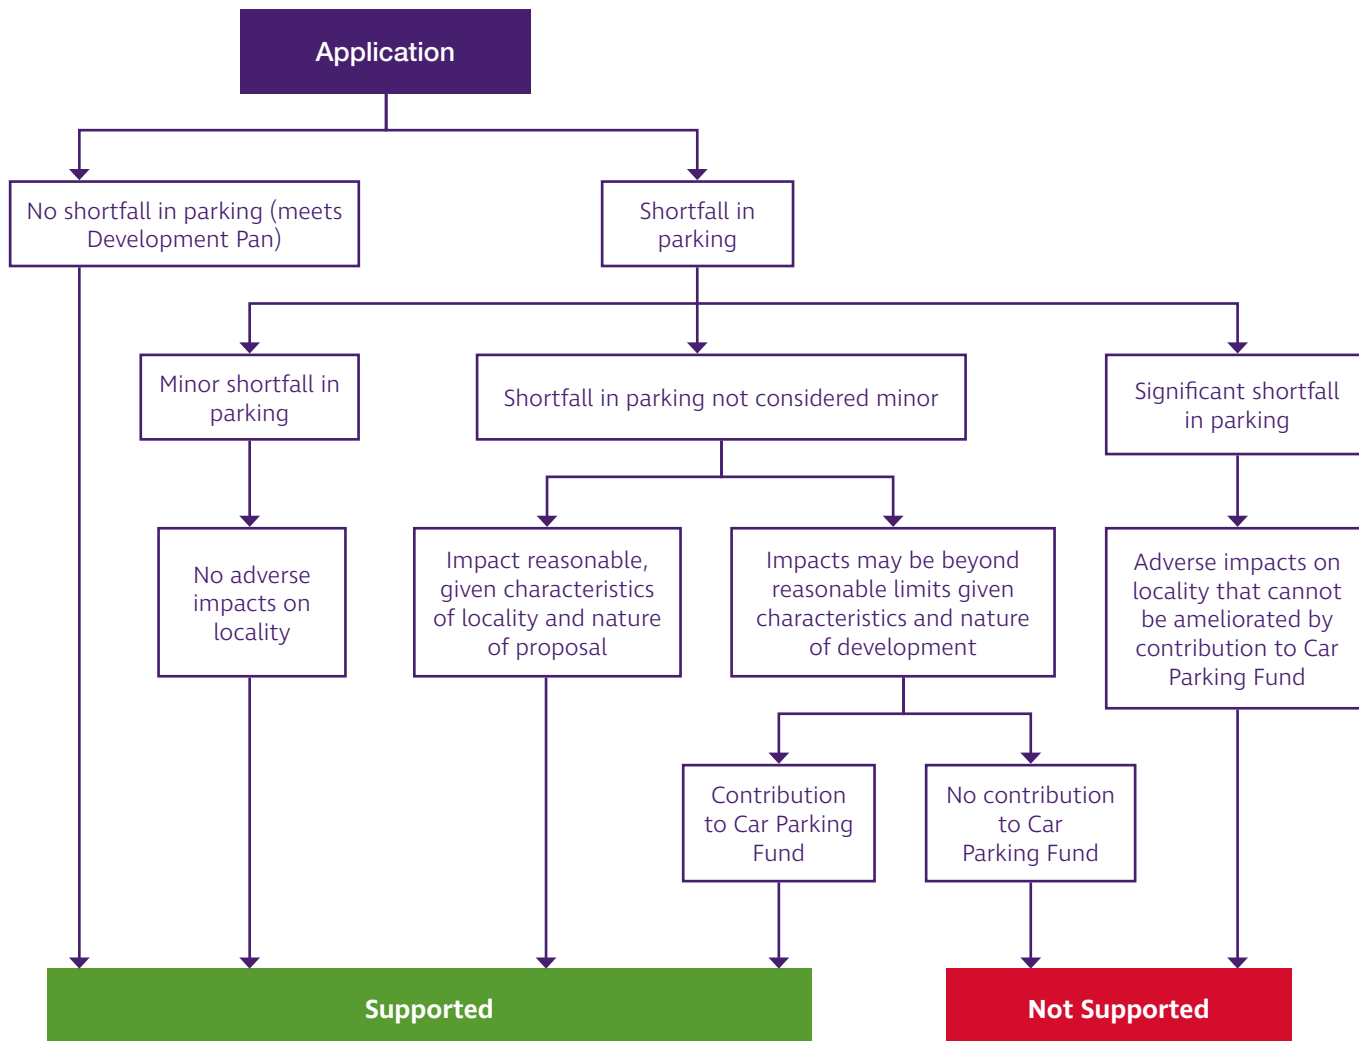 Application
No shortfall in parking (meets
Development Pan)
Shortfall in
parking
Minor shortfall in
parking
Shortfall in parking not considered minor
Significant shortfall
in parking
No adverse
impacts on
locality
Impact reasonable,
given characteristics
of locality and nature
of proposal
Impacts may be beyond
reasonable limits given
characteristics and nature
of development
Adverse impacts on
locality that cannot
be ameliorated by
contribution to Car
Parking Fund
Contribution
to Car Parking
Fund
No contribution
to Car
Parking Fund
Supported
Not Supported